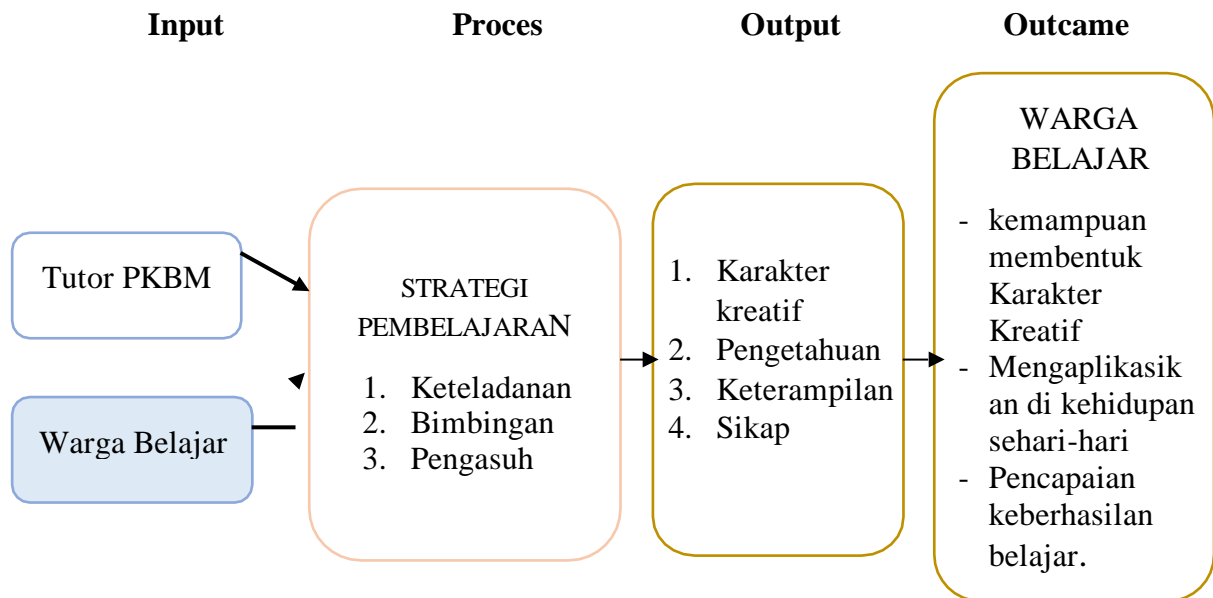 Input Proces Output Outcame
Tutor PKBM
Warga Belajar
STRATEGI
PEMBELAJARAN
1. Keteladanan
2. Bimbingan
3. Pengasuh
1. Karakter
kreatif
2. Pengetahuan
3. Keterampilan
4. Sikap
WARGA
BELAJAR
- kemampuan
membentuk
Karakter
Kreatif
- Mengaplikasik
an di kehidupan
sehari-hari
- Pencapaian
keberhasilan
belajar.